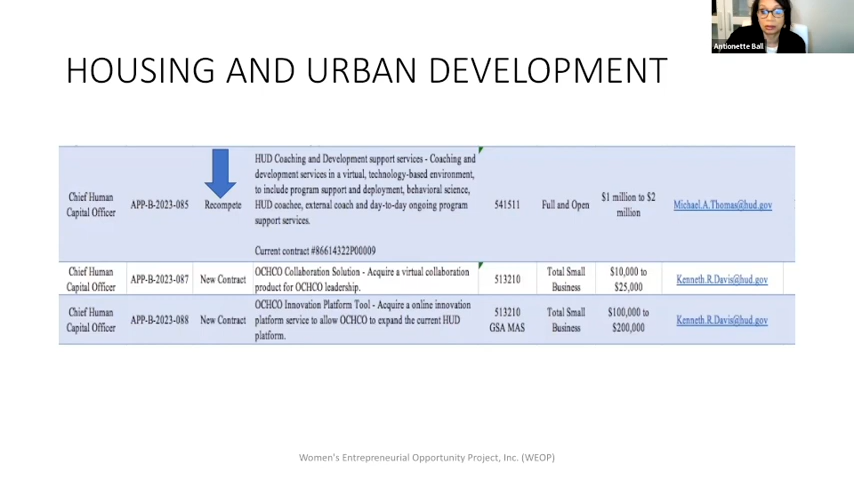 Antionette Ball
HOUSING AND URBAN DEVELOPMENT
Chief Human
Capital Officer
APP-B-2023-085
Recompete
HUD Coaching and Development support services - Coaching and
development services in a virtual, technology-based environment,
to include program support and deployment, behavioral science,
HUD coachee, external coach and day-to-day ongoing program
support services.
Current contract #86614322P00009
541511
Full and Open
$1 million to $2
million
Michael.A.Thomas@hud.gov
Chief Human
Capital Officer
APP-B-2023-087
New Contract
OCHCO Collaboration Solution - Acquire a virtual collaboration
product for OCHCO leadership.
513210
Total Small
Business
$10,000 to
$25,000
Kenneth.R.Davis@hud.gov
Chief Human
Capital Officer
APP-B-2023-088
New Contract
OCHCO Innovation Platform Tool - Acquire a online innovation
platform service to allow OCHCO to expand the current HUD
platform.
513210
GSA MAS
Total Small
Business
$100,000 to
$200,000
Kenneth.R.Davis@hud.gov
Women's Entrepreneurial Opportunity Project, Inc. (WEOP)